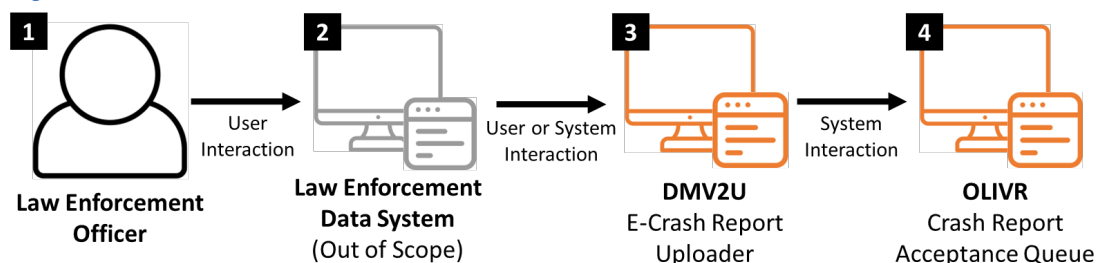 1
2
3
4
User
Interaction
User or System
Interaction
System
Interaction
Law Enforcement
Officer
Law Enforcement
Data System
(Out of Scope)
DMV2U
E-Crash Report
Uploader
OLIVR
Crash Report
Acceptance Queue